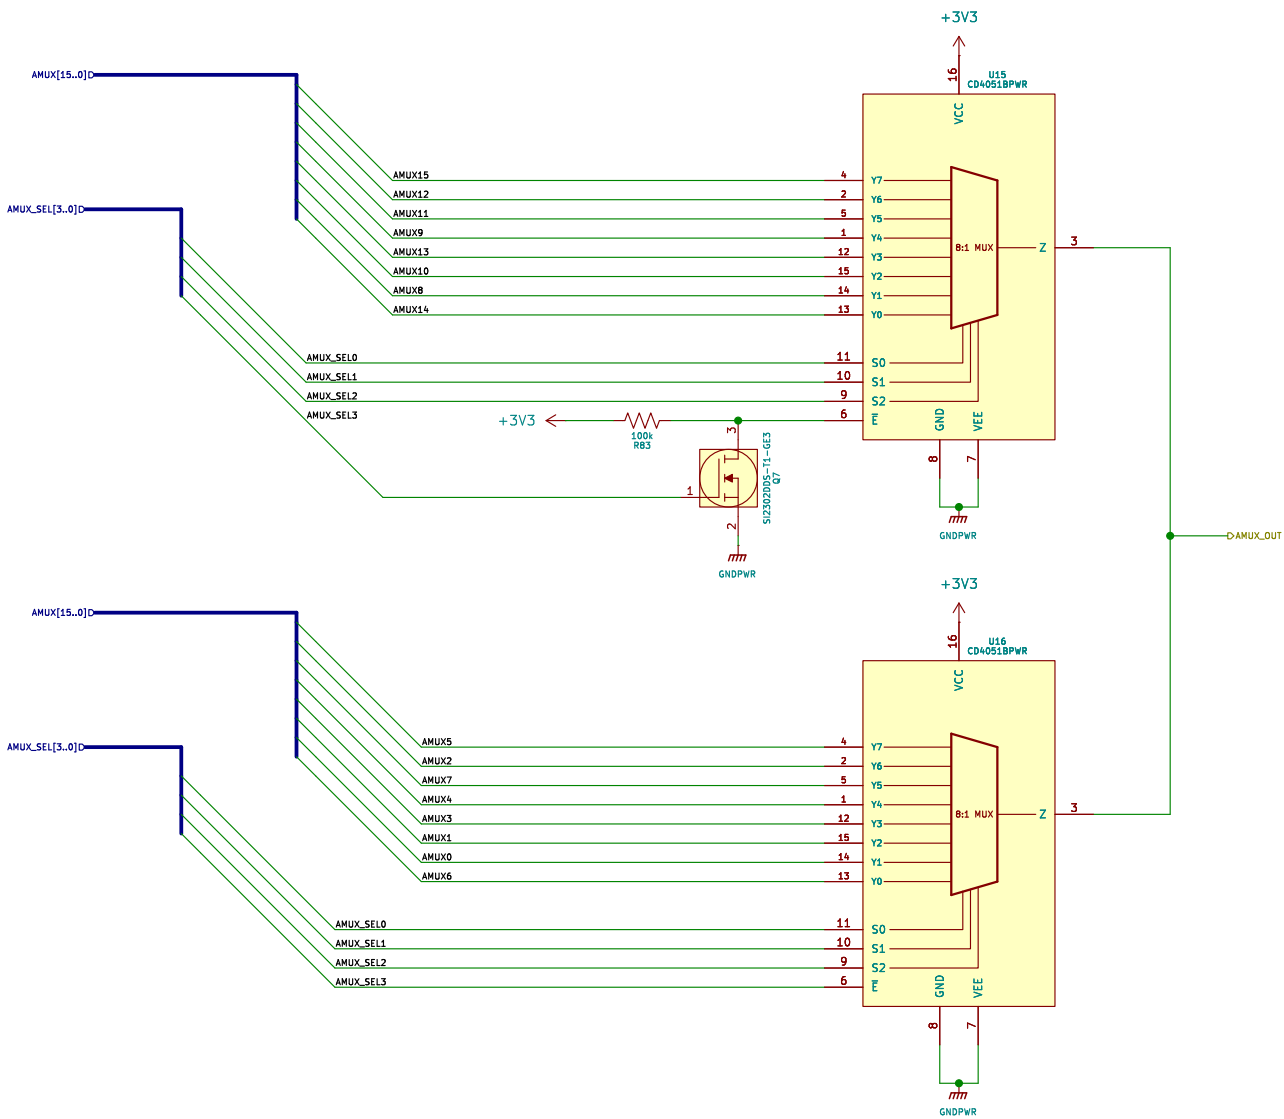 +3V3
16
U15
CD4051BPWR
VCC
AMUX[15..0]
AMUX_SEL[3..0]
AMUX15 4 Y7
AMUX12 2 Y6
AMUX11 5 Y5
AMUX9 1 Y4
AMUX13 12 Y3
AMUX10 15 Y2
AMUX8 14 Y1
AMUX14 13 Y0
8:1 MUX Z 3
AMUX_SEL0 11 S0
AMUX_SEL1 10 S1
AMUX_SEL2 9 S2
AMUX_SEL3
+3V3
100k
R83
6 E
GND
VEE
8
7
GNDPWR
3
1
2
SI2302DDS-T1-GE3
Q7
GNDPWR
AMUX_OUT
+3V3
16
U16
CD4051BPWR
VCC
AMUX[15..0]
AMUX_SEL[3..0]
AMUX5 4 Y7
AMUX2 2 Y6
AMUX7 5 Y5
AMUX4 1 Y4
AMUX3 12 Y3
AMUX1 15 Y2
AMUX0 14 Y1
AMUX6 13 Y0
8:1 MUX Z 3
AMUX_SEL0 11 S0
AMUX_SEL1 10 S1
AMUX_SEL2 9 S2
AMUX_SEL3 6 E
GND
VEE
8
7
GNDPWR